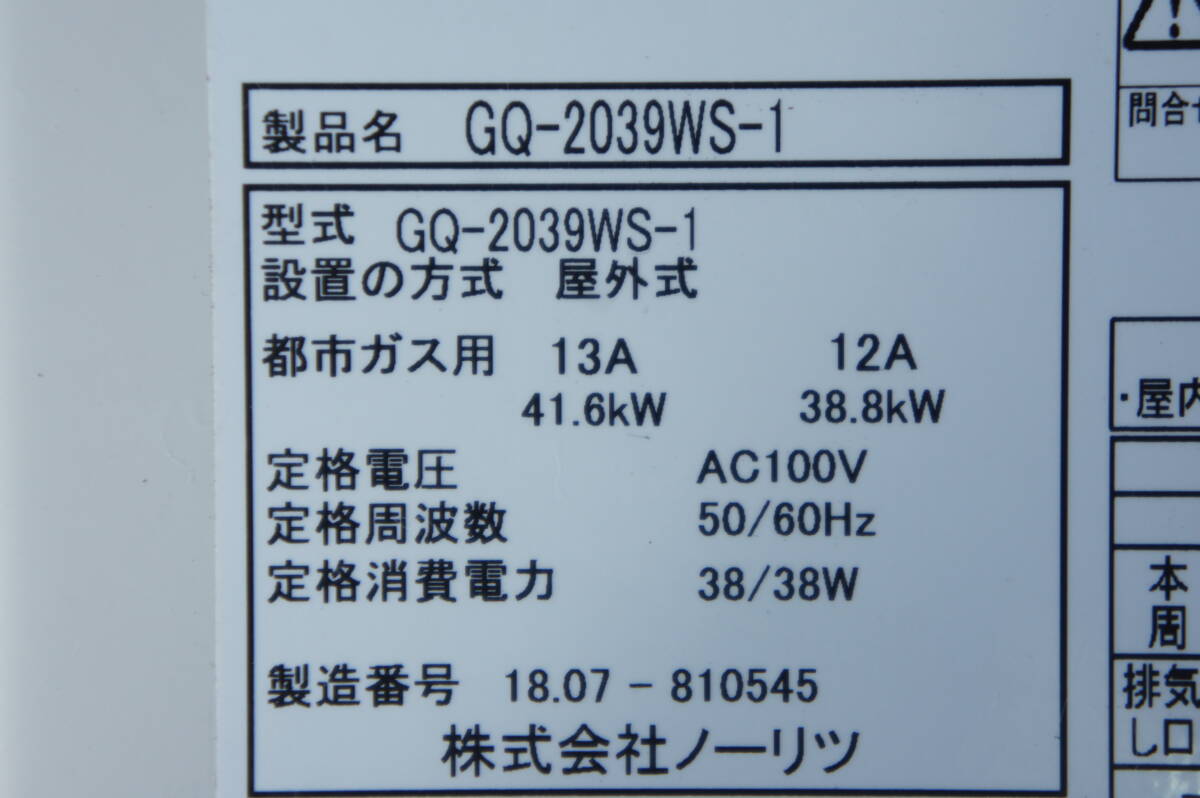 製品名 GQ-2039WS-1
型式 GQ-2039WS-1
設置の方式 屋外式
都市ガス用 13A 12A
41.6kW 38.8kW
定格電圧 AC100V
定格周波数 50/60Hz
定格消費電力 38/38W
製造番号 18.07 - 810545
株式会社ノーリツ
問合
・屋内
本
周
排気
し口